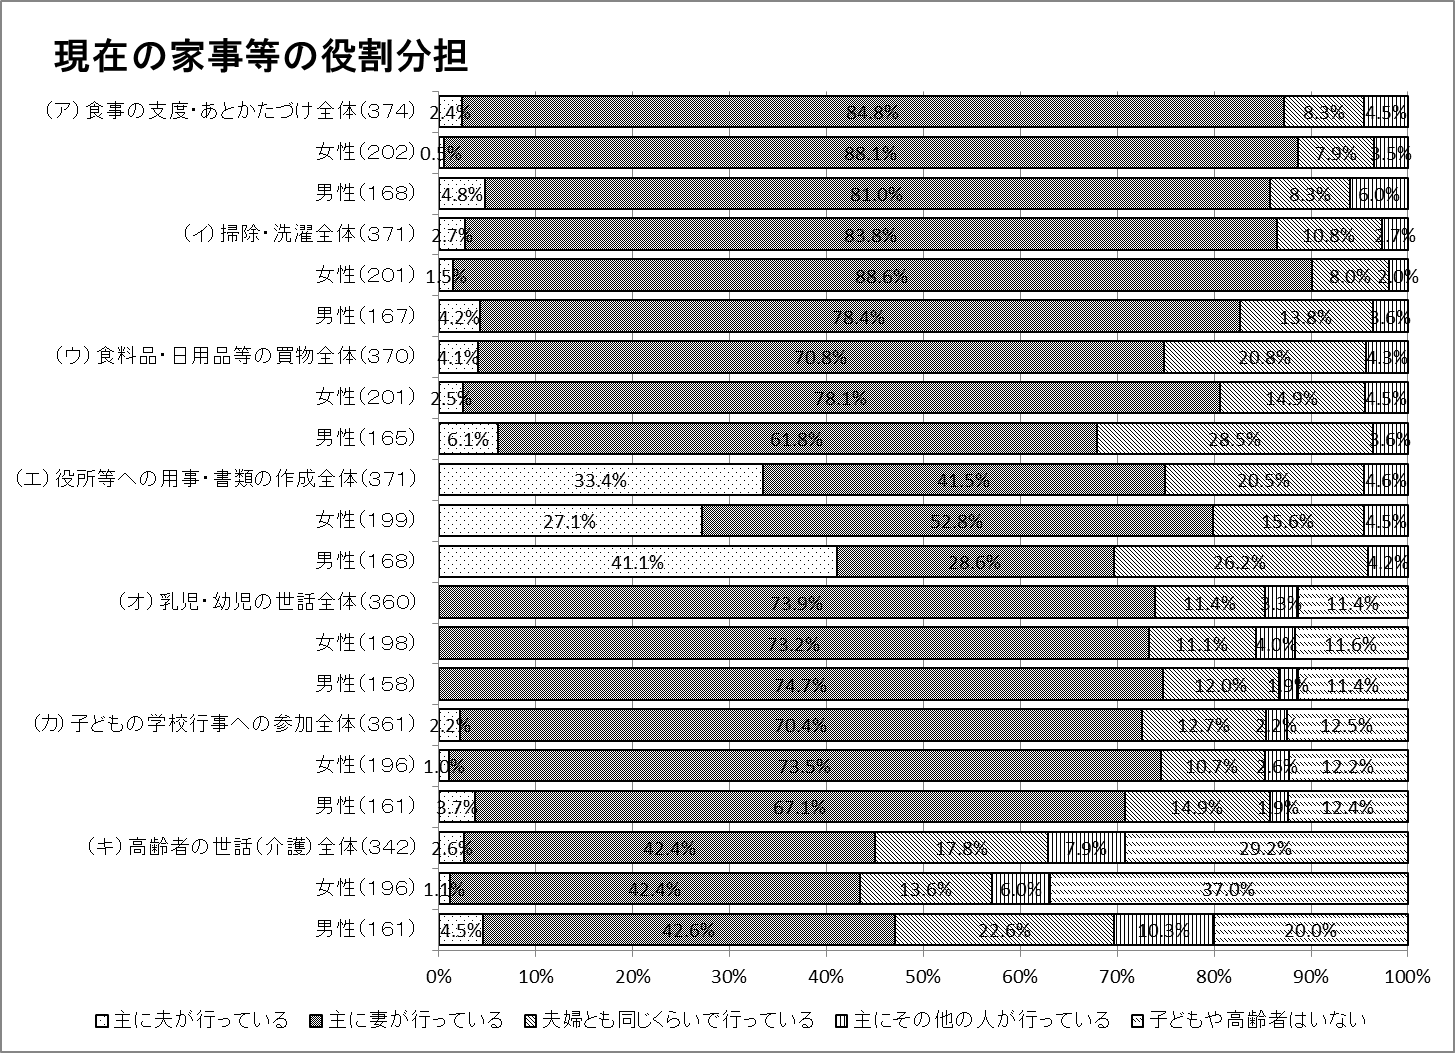 現在の家事等の役割分担
(ア)食事の支度・あとかたづけ全体(374) 2.4% 84.8% 8.3% 4.5%
女性(202) 0.5% 88.1% 7.9% 3.5%
男性(168) 4.8% 81.0% 8.3% 6.0%
(イ)掃除・洗濯全体(371) 2.7% 83.8% 10.8% 2.7%
女性(201) 1.5% 88.6% 8.0% 2.0%
男性(167) 4.2% 78.4% 13.8% 3.6%
(ウ)食料品・日用品等の買物全体(370) 4.1% 70.8% 20.8% 4.3%
女性(201) 2.5% 78.1% 14.9% 4.5%
男性(165) 6.1% 61.8% 28.5% 3.6%
(エ)役所等への用事・書類の作成全体(371) 33.4% 41.5% 20.5% 4.6%
女性(199) 27.1% 52.8% 15.6% 4.5%
男性(168) 41.1% 28.6% 26.2% 4.2%
(オ)乳児・幼児の世話全体(360) 73.9% 11.4% 3.3% 11.4%
女性(198) 73.2% 11.1% 4.0% 11.6%
男性(158) 74.7% 12.0% 1.9% 11.4%
(カ)子どもの学校行事への参加全体(361) 2.2% 70.4% 12.7% 2.2% 12.5%
女性(196) 1.0% 73.5% 10.7% 2.6% 12.2%
男性(161) 3.7% 67.1% 14.9% 1.9% 12.4%
(キ)高齢者の世話(介護)全体(342) 2.6% 42.4% 17.8% 7.9% 29.2%
女性(196) 1.1% 42.4% 13.6% 6.0% 37.0%
男性(161) 4.5% 42.6% 22.6% 10.3% 20.0%
0% 10% 20% 30% 40% 50% 60% 70% 80% 90% 100%
主に夫が行っている 主に妻が行っている 夫婦とも同じくらいで行っている 主にその他の人が行っている 子どもや高齢者はいない